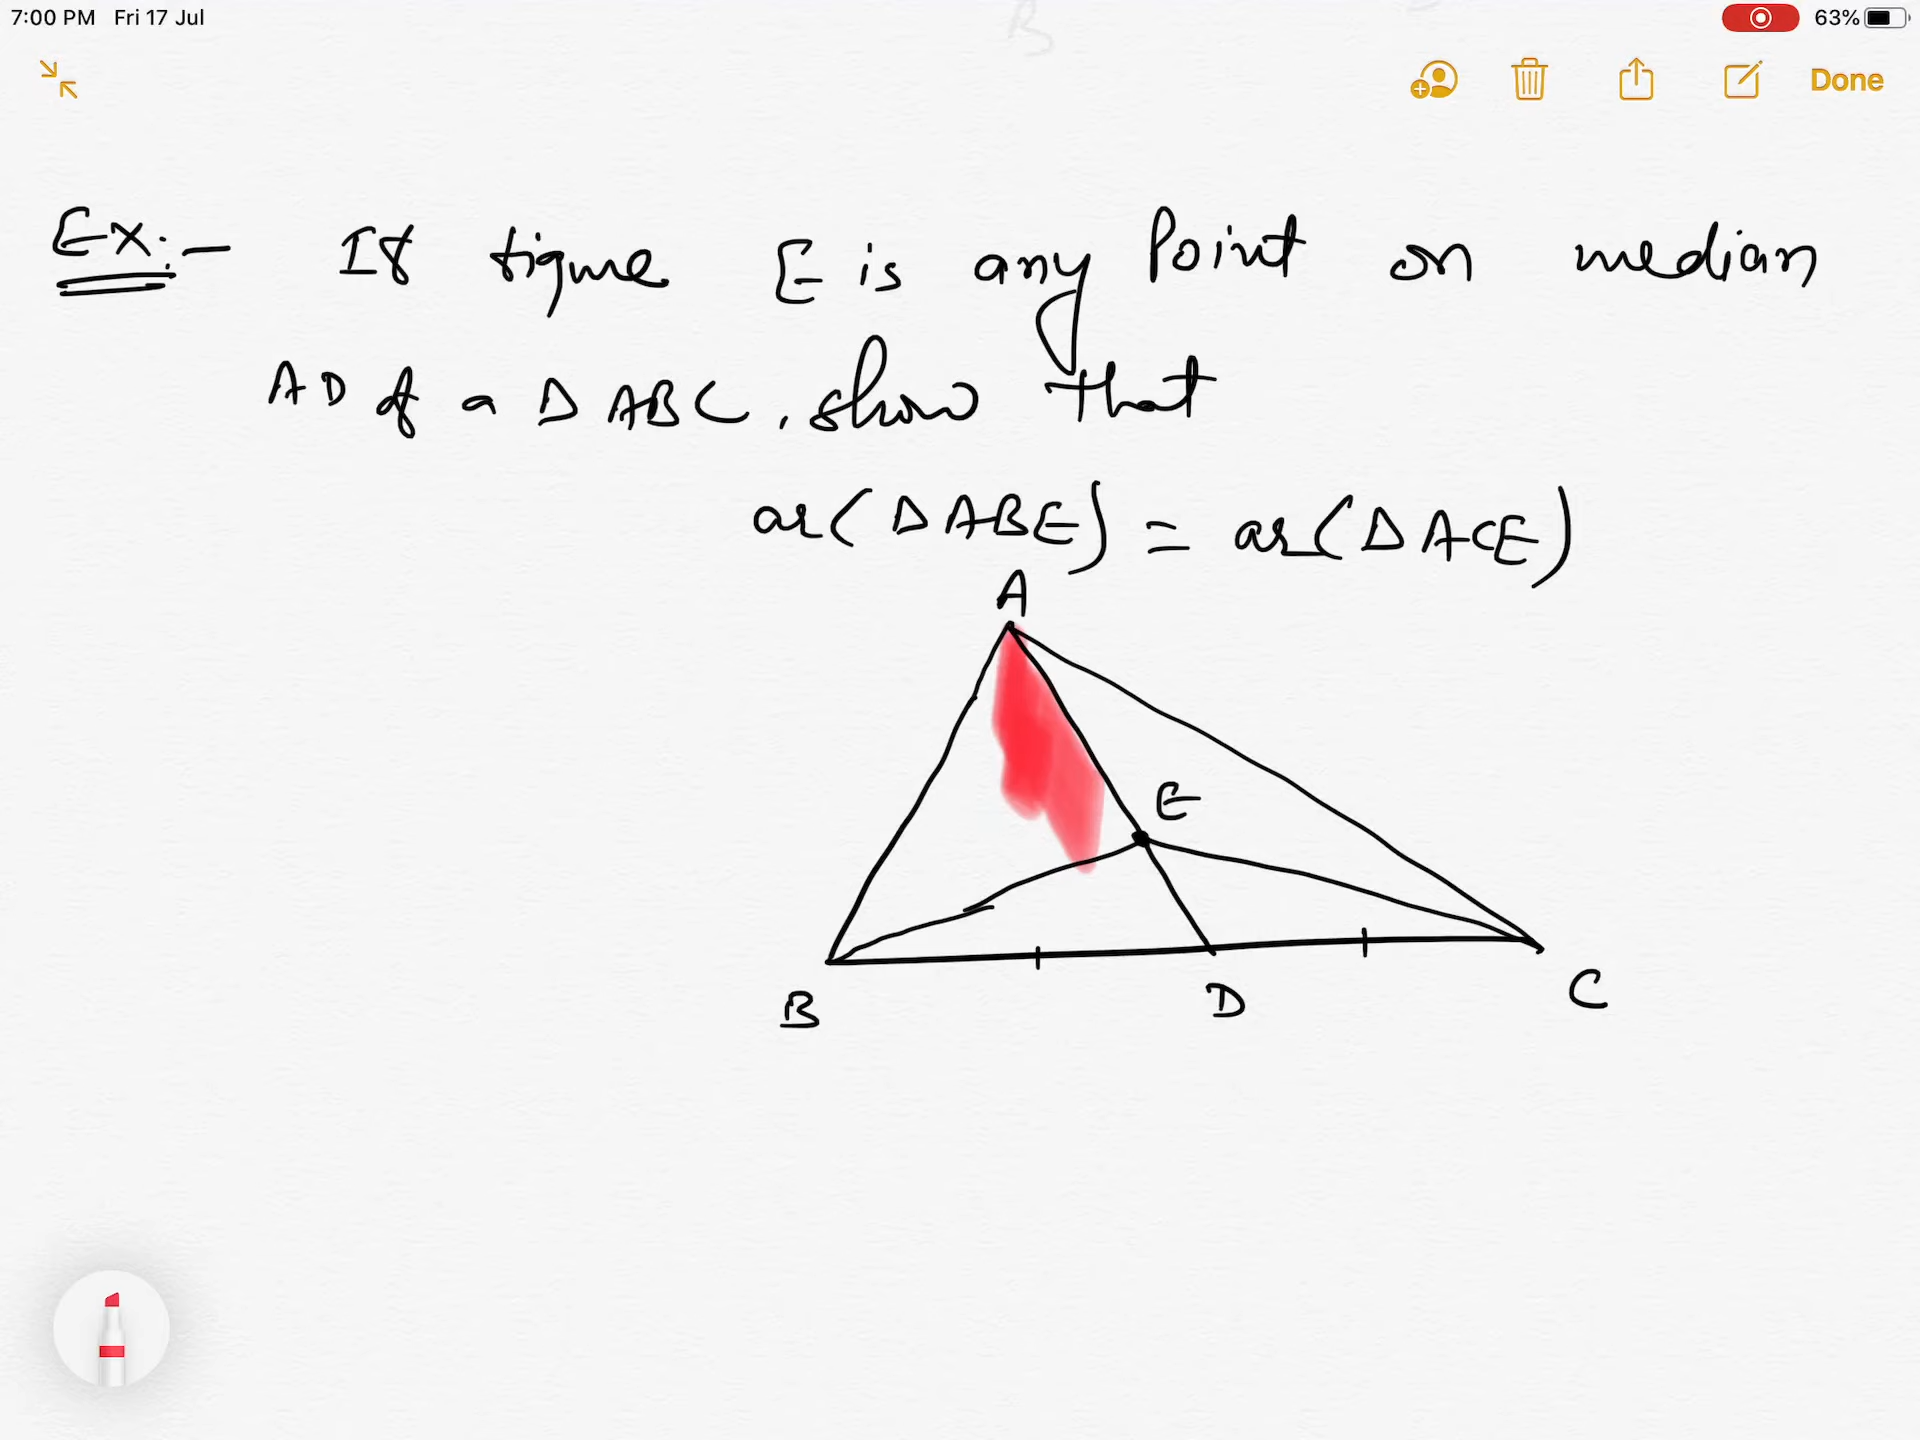 7:00 PM Fri 17 Jul 63%
Done
Ex:- If figure E is any Point on median
AD of a Δ ABC, show that
ar(Δ ABE) = ar(Δ ACE)
A
E
B D C